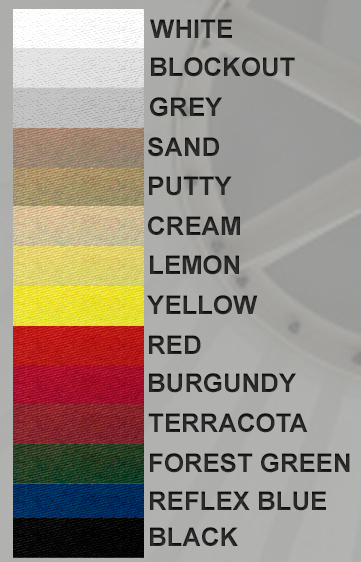 WHITE
BLOCKOUT
GREY
SAND
PUTTY
CREAM
LEMON
YELLOW
RED
BURGUNDY
TERRACOTA
FOREST GREEN
REFLEX BLUE
BLACK